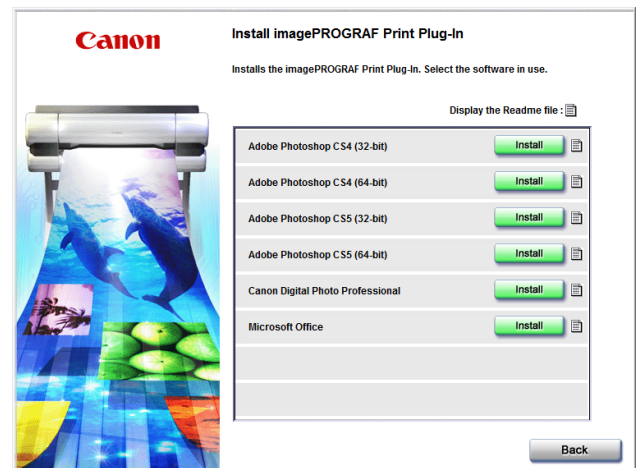 Canon
Install imagePROGRAF Print Plug-In
Installs the imagePROGRAF Print Plug-In. Select the software in use.
Display the Readme file :
Adobe Photoshop CS4 (32-bit) Install
Adobe Photoshop CS4 (64-bit) Install
Adobe Photoshop CS5 (32-bit) Install
Adobe Photoshop CS5 (64-bit) Install
Canon Digital Photo Professional Install
Microsoft Office Install
Back